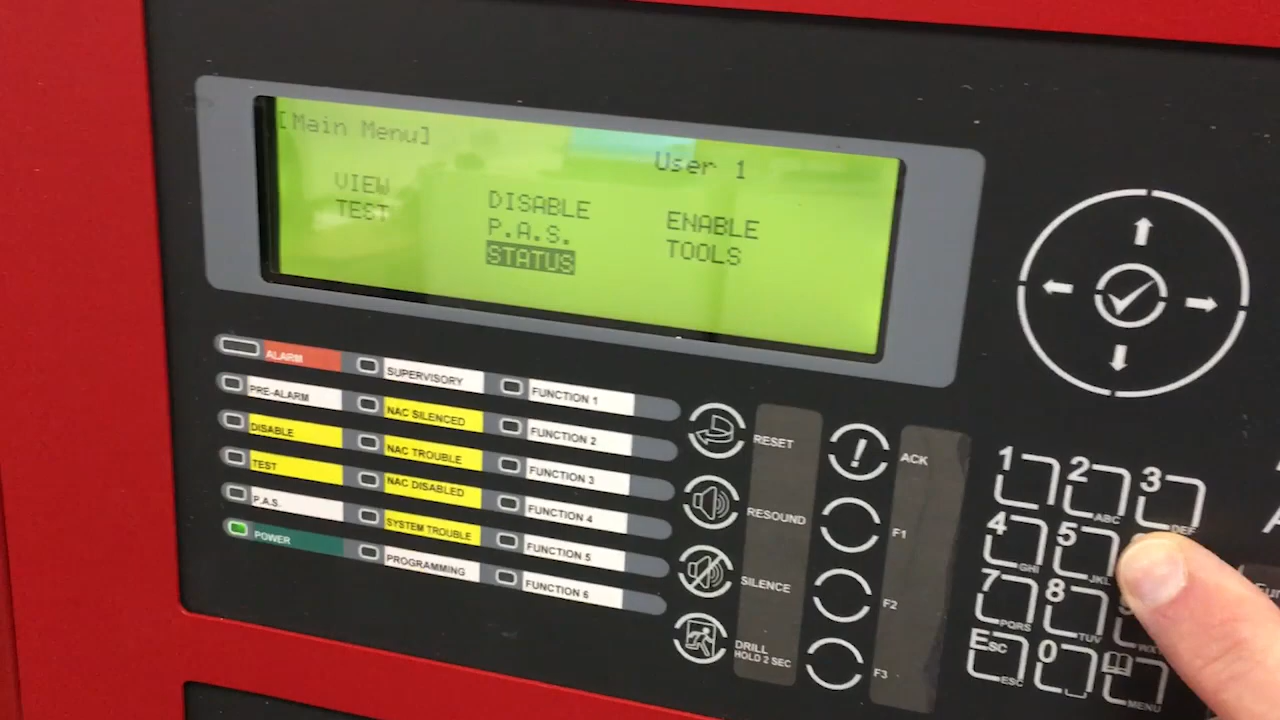 [Main Menu]
User 1
VIEW DISABLE ENABLE
TEST P.A.S. TOOLS
STATUS
ALARM SUPERVISORY FUNCTION 1
PRE-ALARM NAC SILENCED FUNCTION 2
DISABLE NAC TROUBLE FUNCTION 3
TEST NAC DISABLED FUNCTION 4
P.A.S. SYSTEM TROUBLE FUNCTION 5
POWER PROGRAMMING FUNCTION 6
RESET ACK
RESOUND F1
SILENCE F2
DRILL F3
HOLD 2 SEC
1 2 ABC 3 DEF
4 GHI 5 JKL
7 PQRS 8 TUV
Esc ESC 0 MENU